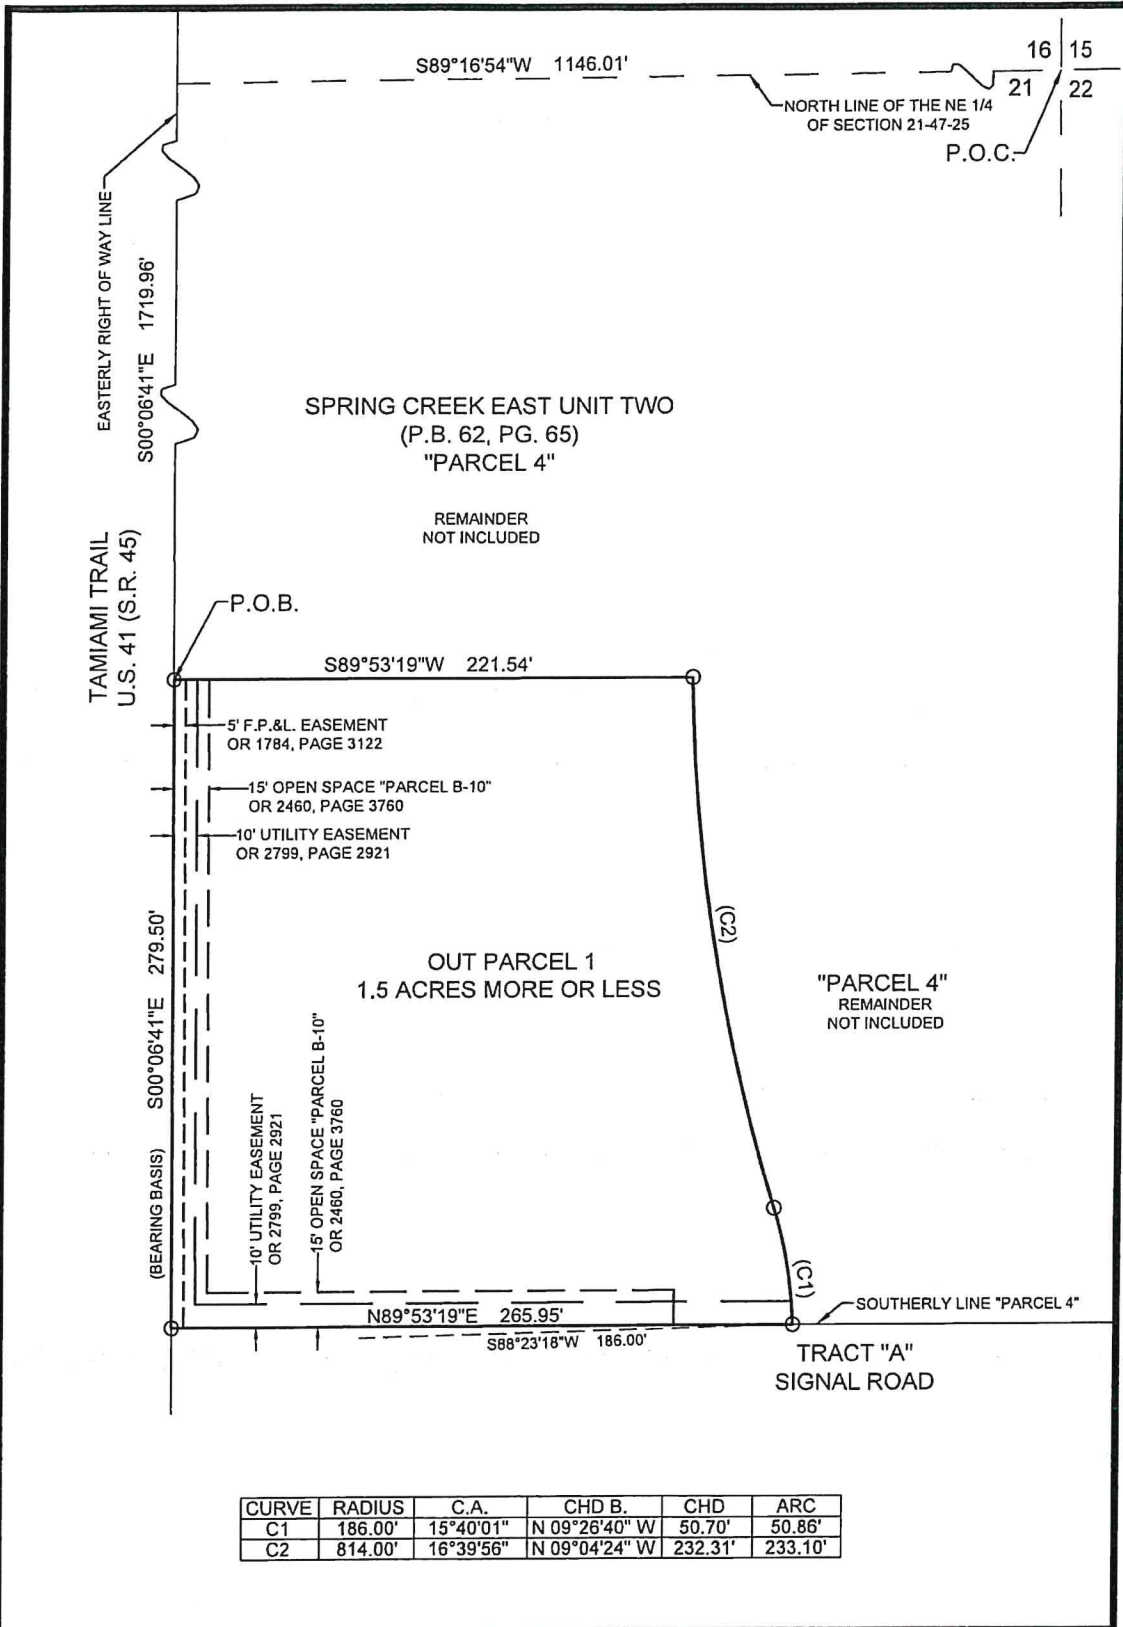 S89°16'54"W 1146.01'
16 15
21 22
NORTH LINE OF THE NE 1/4
OF SECTION 21-47-25
P.O.C.
EASTERLY RIGHT OF WAY LINE
S00°06'41"E 1719.96'
SPRING CREEK EAST UNIT TWO
(P.B. 62, PG. 65)
"PARCEL 4"
REMAINDER
NOT INCLUDED
TAMIAMI TRAIL
U.S. 41 (S.R. 45)
P.O.B.
S89°53'19"W 221.54'
5' F.P.&L. EASEMENT
OR 1784, PAGE 3122
15' OPEN SPACE "PARCEL B-10"
OR 2460, PAGE 3760
10' UTILITY EASEMENT
OR 2799, PAGE 2921
(C2)
S00°06'41"E 279.50'
(BEARING BASIS)
OUT PARCEL 1
1.5 ACRES MORE OR LESS
"PARCEL 4"
REMAINDER
NOT INCLUDED
10' UTILITY EASEMENT
OR 2799, PAGE 2921
15' OPEN SPACE "PARCEL B-10"
OR 2460, PAGE 3760
(C1)
N89°53'19"E 265.95'
SOUTHERLY LINE "PARCEL 4"
S88°23'18"W 186.00'
TRACT "A"
SIGNAL ROAD
CURVE RADIUS C.A. CHD B. CHD ARC
C1 186.00' 15°40'01" N 09°26'40" W 50.70' 50.86'
C2 814.00' 16°39'56" N 09°04'24" W 232.31' 233.10'